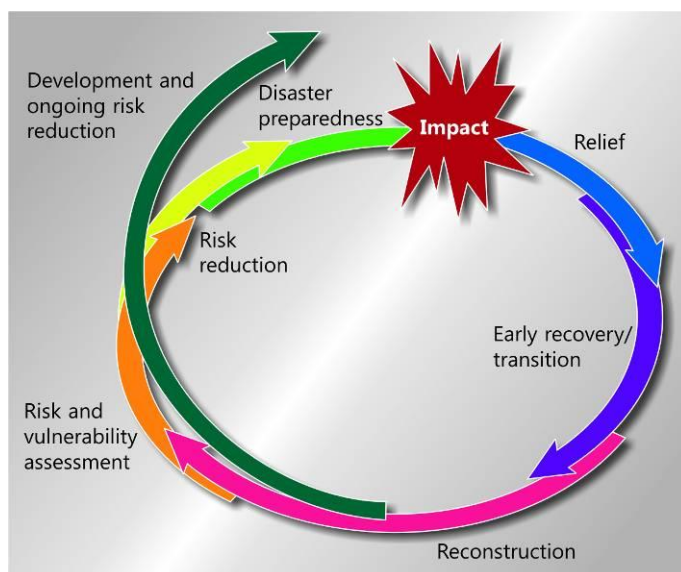 Development and
ongoing risk
reduction
Disaster
preparedness
Impact
Relief
Risk
reduction
Early recovery/
transition
Risk and
vulnerability
assessment
Reconstruction